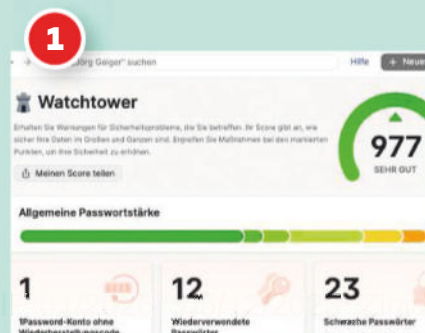 1
Jörg Geiger" suchen
Hilfe
+ Neue
Watchtower
Erhalten Sie Warnungen für Sicherheitsprobleme, die Sie betreffen. Ihr Score gibt an, wie
sicher Ihre Daten im Großen und Ganzen sind. Ergreifen Sie Maßnahmen bei den markierten
Punkten, um Ihre Sicherheit zu erhöhen.
977
SEHR GUT
Meinen Score teilen
Allgemeine Passwortstärke
1
12
23
1Password-Konto ohne
Wiederverwendete
Schwache Passwörter
Wiederherstellungscode
Passwörter